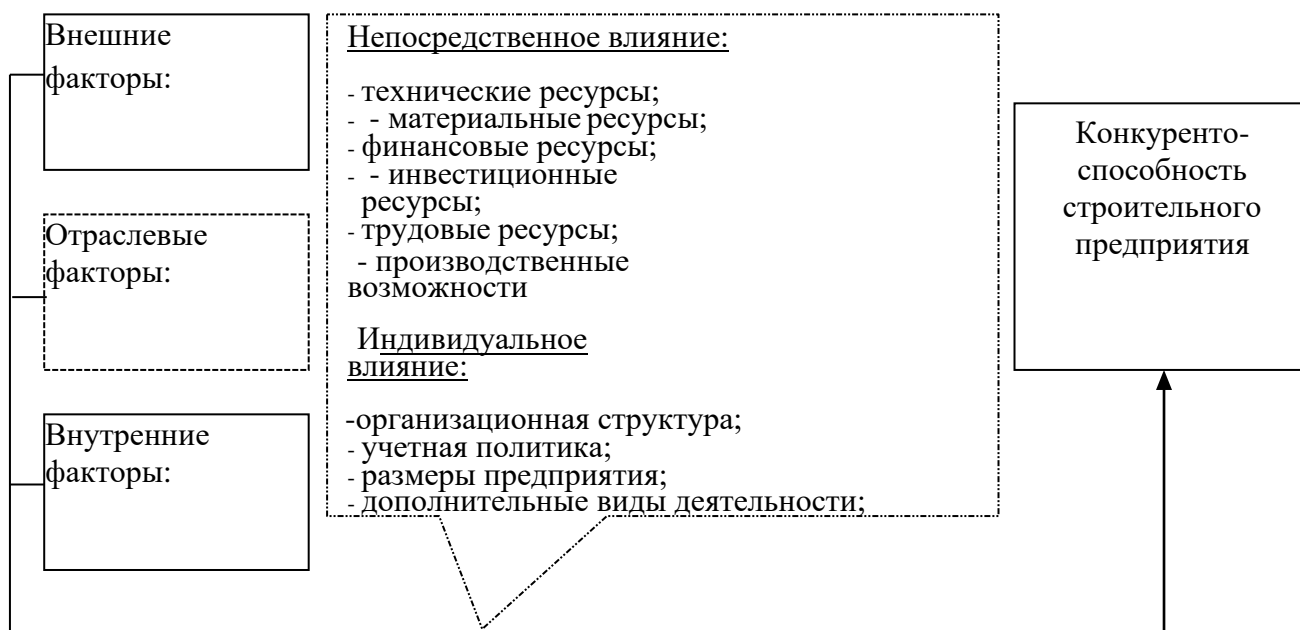 Внешние
факторы:
Отраслевые
факторы:
Внутренние
факторы:
Непосредственное влияние:
- технические ресурсы;
- - материальные ресурсы;
- финансовые ресурсы;
- - инвестиционные
ресурсы;
- трудовые ресурсы;
- производственные
возможности
Индивидуальное
влияние:
-организационная структура;
- учетная политика;
- размеры предприятия;
- дополнительные виды деятельности;
Конкуренто-
способность
строительного
предприятия